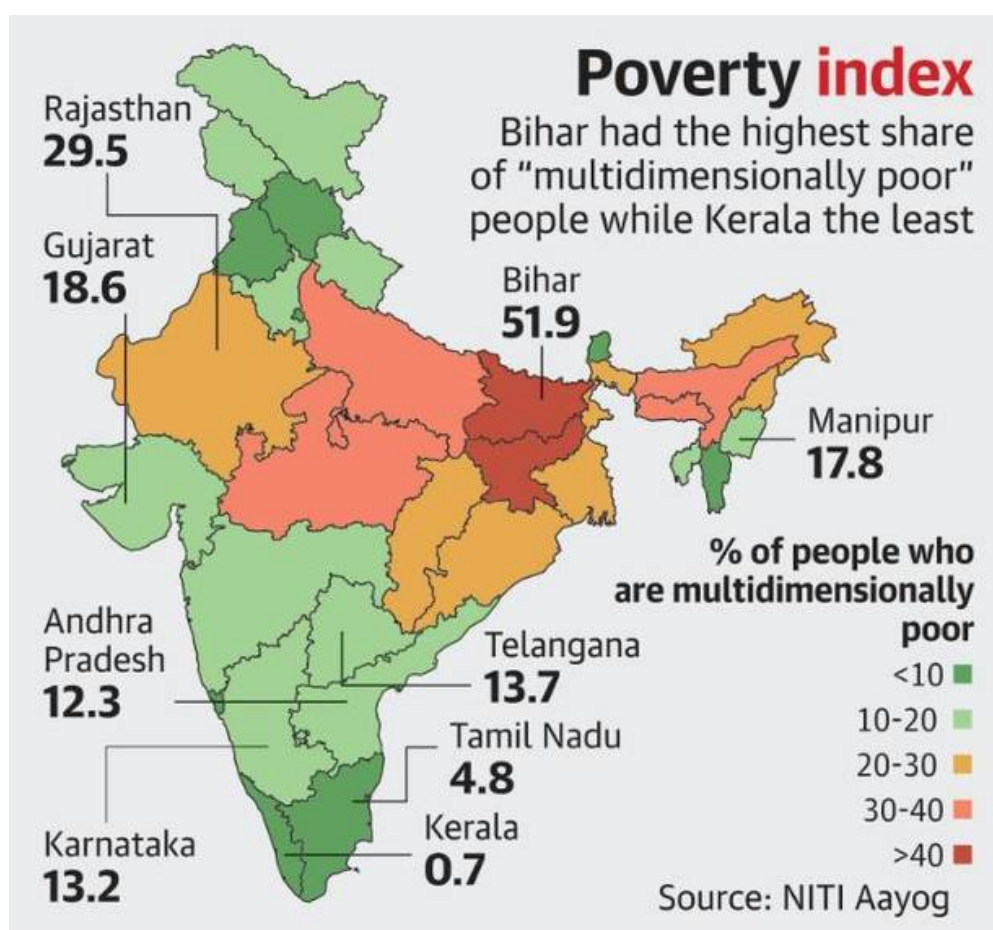 Poverty index
Bihar had the highest share
of “multidimensionally poor”
people while Kerala the least
Rajasthan
29.5
Gujarat
18.6
Bihar
51.9
Manipur
17.8
% of people who
are multidimensionally
poor
<10
10-20
20-30
30-40
>40
Andhra
Pradesh
12.3
Telangana
13.7
Tamil Nadu
4.8
Kerala
0.7
Karnataka
13.2
Source: NITI Aayog